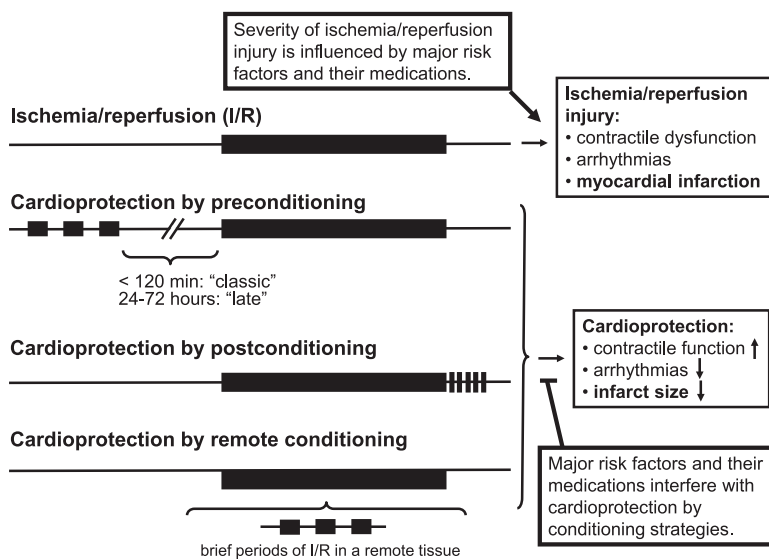 Severity of ischemia/reperfusion
injury is influenced by major risk
factors and their medications.
Ischemia/reperfusion (I/R)
Ischemia/reperfusion
injury:
• contractile dysfunction
• arrhythmias
• myocardial infarction
Cardioprotection by preconditioning
< 120 min: “classic”
24-72 hours: “late”
Cardioprotection by postconditioning
Cardioprotection:
• contractile function
• arrhythmias
• infarct size
Cardioprotection by remote conditioning
Major risk factors and their
medications interfere with
cardioprotection by
conditioning strategies.
brief periods of I/R in a remote tissue